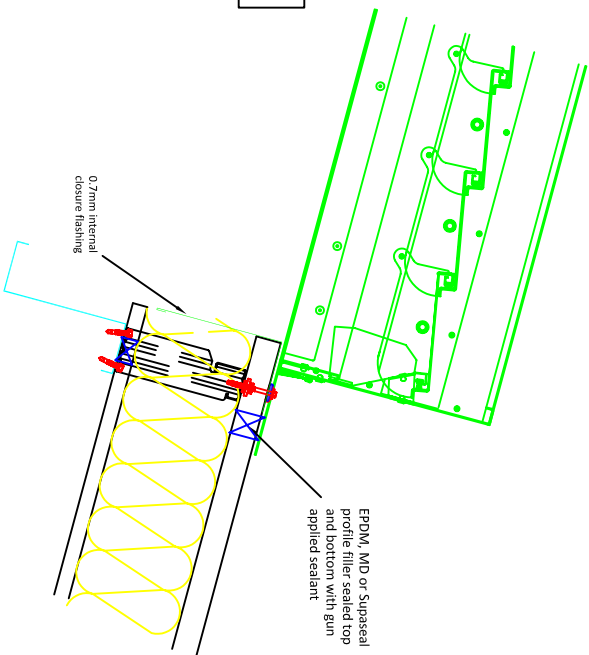 0.7mm internal
closure flashing
EPDM, MD or Supaseal
profile filler sealed top
and bottom with gun
applied sealant